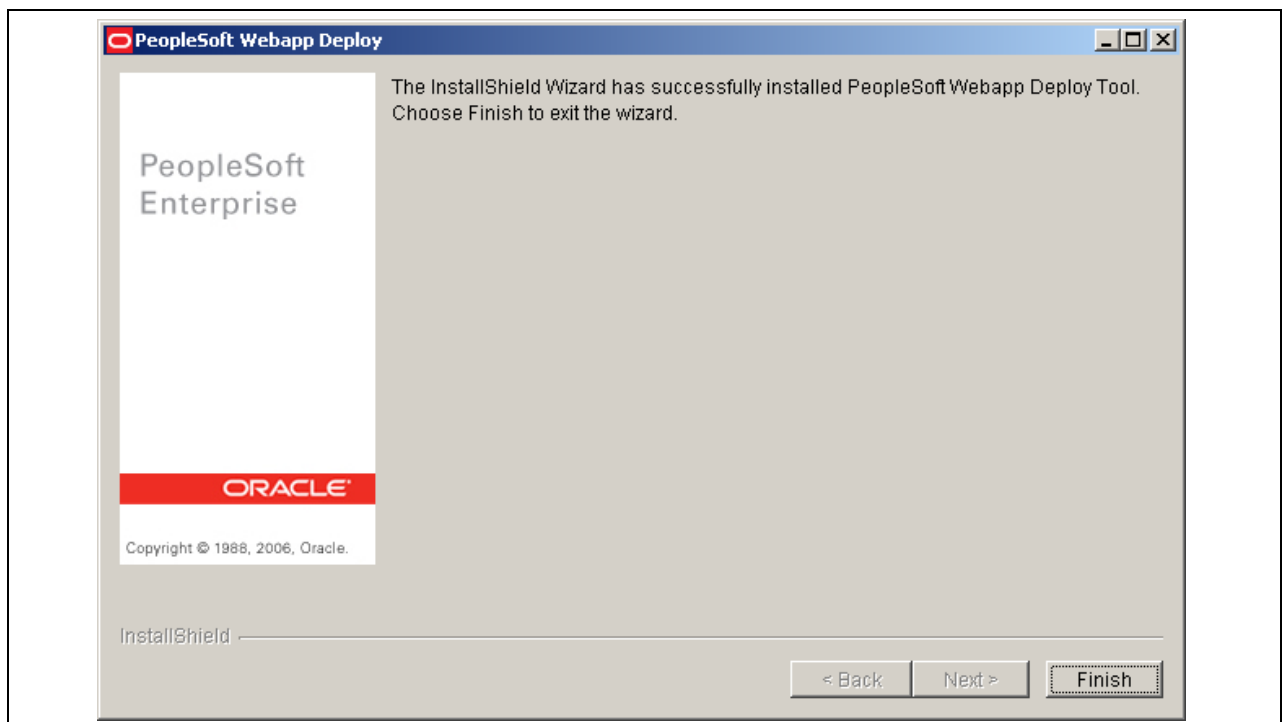 PeopleSoft Webapp Deploy
The InstallShield Wizard has successfully installed PeopleSoft Webapp Deploy Tool.
Choose Finish to exit the wizard.
PeopleSoft
Enterprise
ORACLE®
Copyright © 1988, 2006, Oracle.
InstallShield
< Back
Next >
Finish